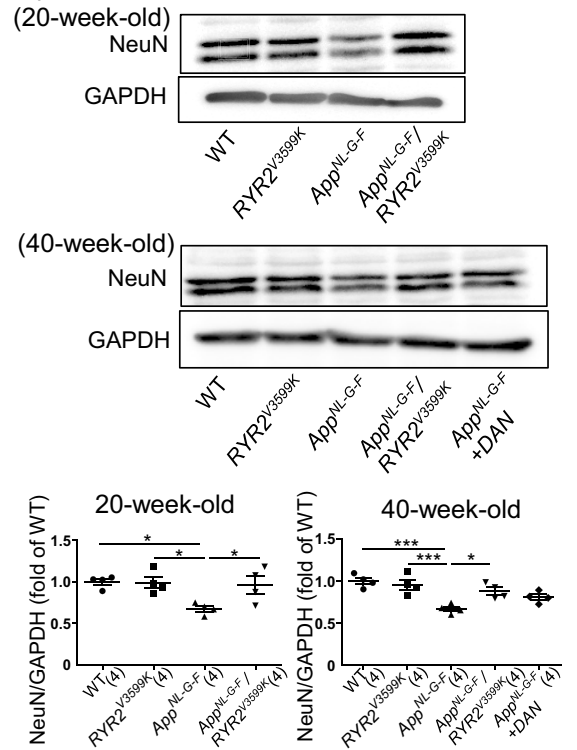 (20-week-old)
NeuN
GAPDH
WT
RYR2V3599K
AppNL-G-F
AppNL-G-F/
RYR2V3599K
(40-week-old)
NeuN
GAPDH
WT
RYR2V3599K
AppNL-G-F
AppNL-G-F/
RYR2V3599K
AppNL-G-F
+DAN
20-week-old
NeuN/GAPDH (fold of WT)
1.5
1.0
0.5
0
*
*
*
WT(4)
RYR2V3599K(4)
AppNL-G-F(4)
AppNL-G-F/
RYR2V3599K(4)
40-week-old
NeuN/GAPDH (fold of WT)
1.5
1.0
0.5
0
***
***
*
WT(4)
RYR2V3599K(4)
AppNL-G-F(4)
AppNL-G-F/
RYR2V3599K(4)
AppNL-G-F(4)
+DAN